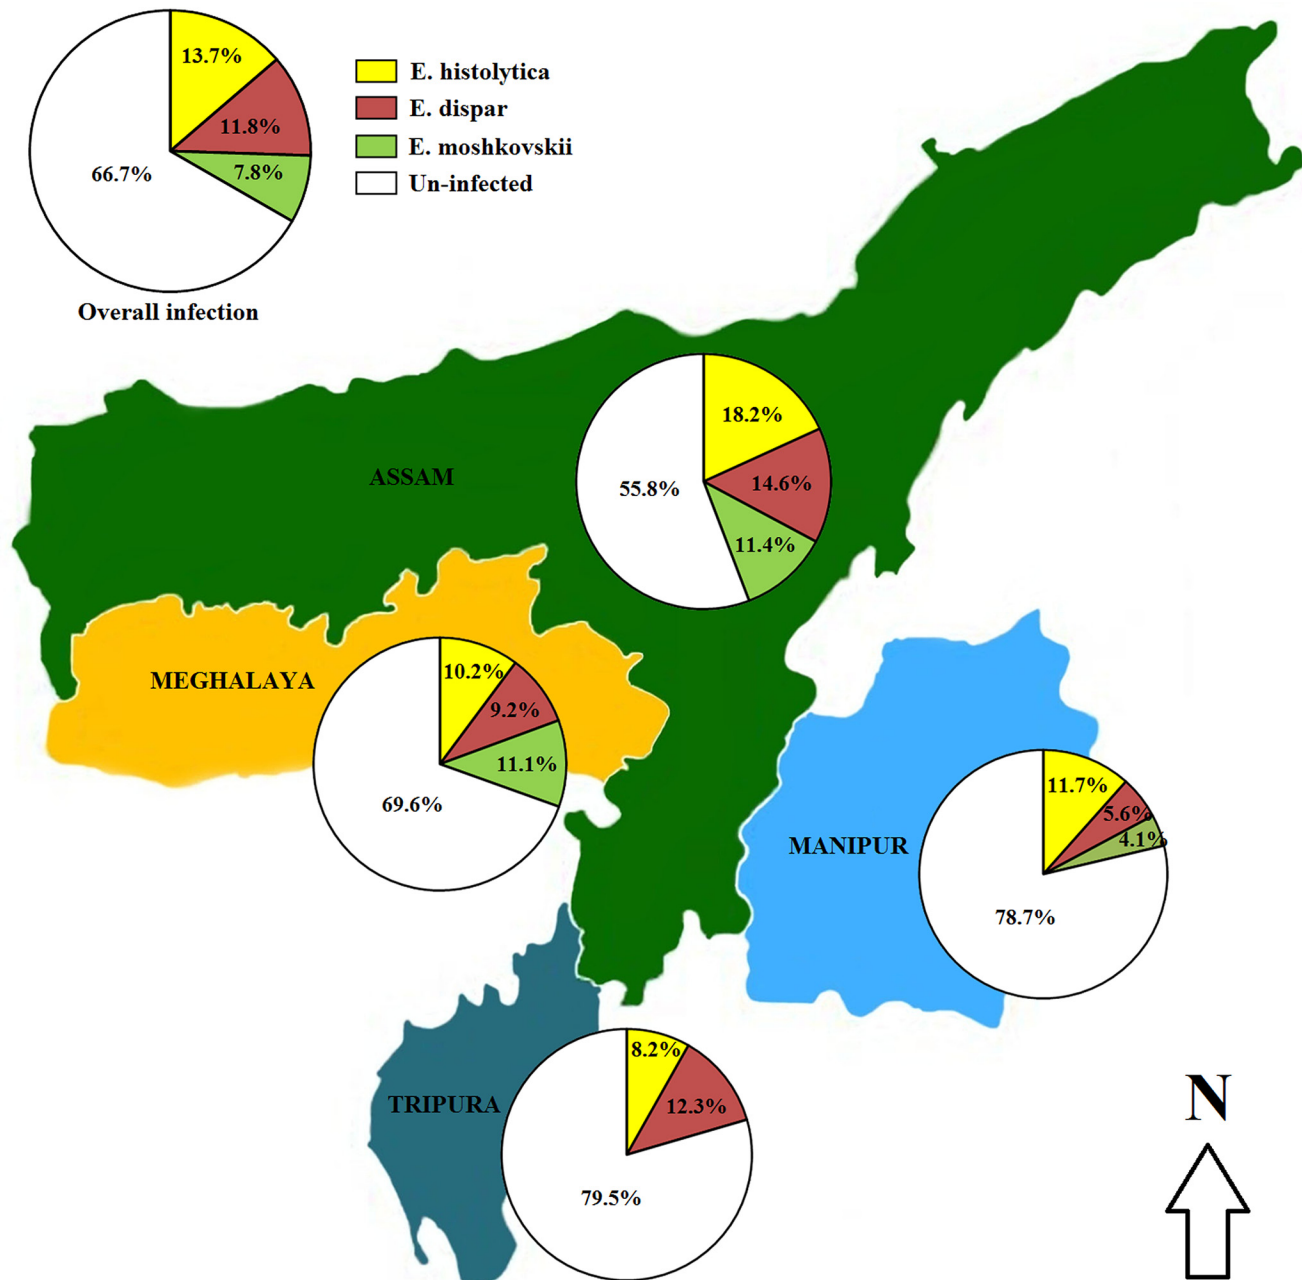 13.7%
11.8%
7.8%
66.7%
Overall infection
E. histolytica
E. dispar
E. moshkovskii
Un-infected
ASSAM
18.2%
14.6%
11.4%
55.8%
MEGHALAYA
10.2%
9.2%
11.1%
69.6%
MANIPUR
11.7%
5.6%
4.1%
78.7%
TRIPURA
8.2%
12.3%
79.5%
N